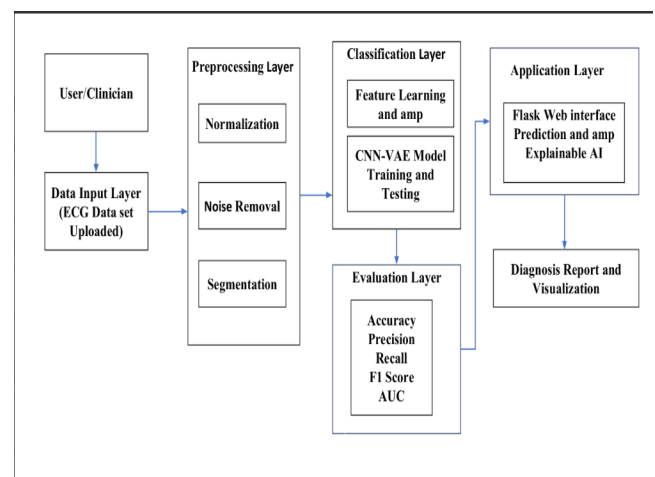 User/Clinician
Data Input Layer
(ECG Data set
Uploaded)
Preprocessing Layer
Normalization
Noise Removal
Segmentation
Classification Layer
Feature Learning
and amp
CNN-VAE Model
Training and
Testing
Evaluation Layer
Accuracy
Precision
Recall
F1 Score
AUC
Application Layer
Flask Web interface
Prediction and amp
Explainable AI
Diagnosis Report and
Visualization